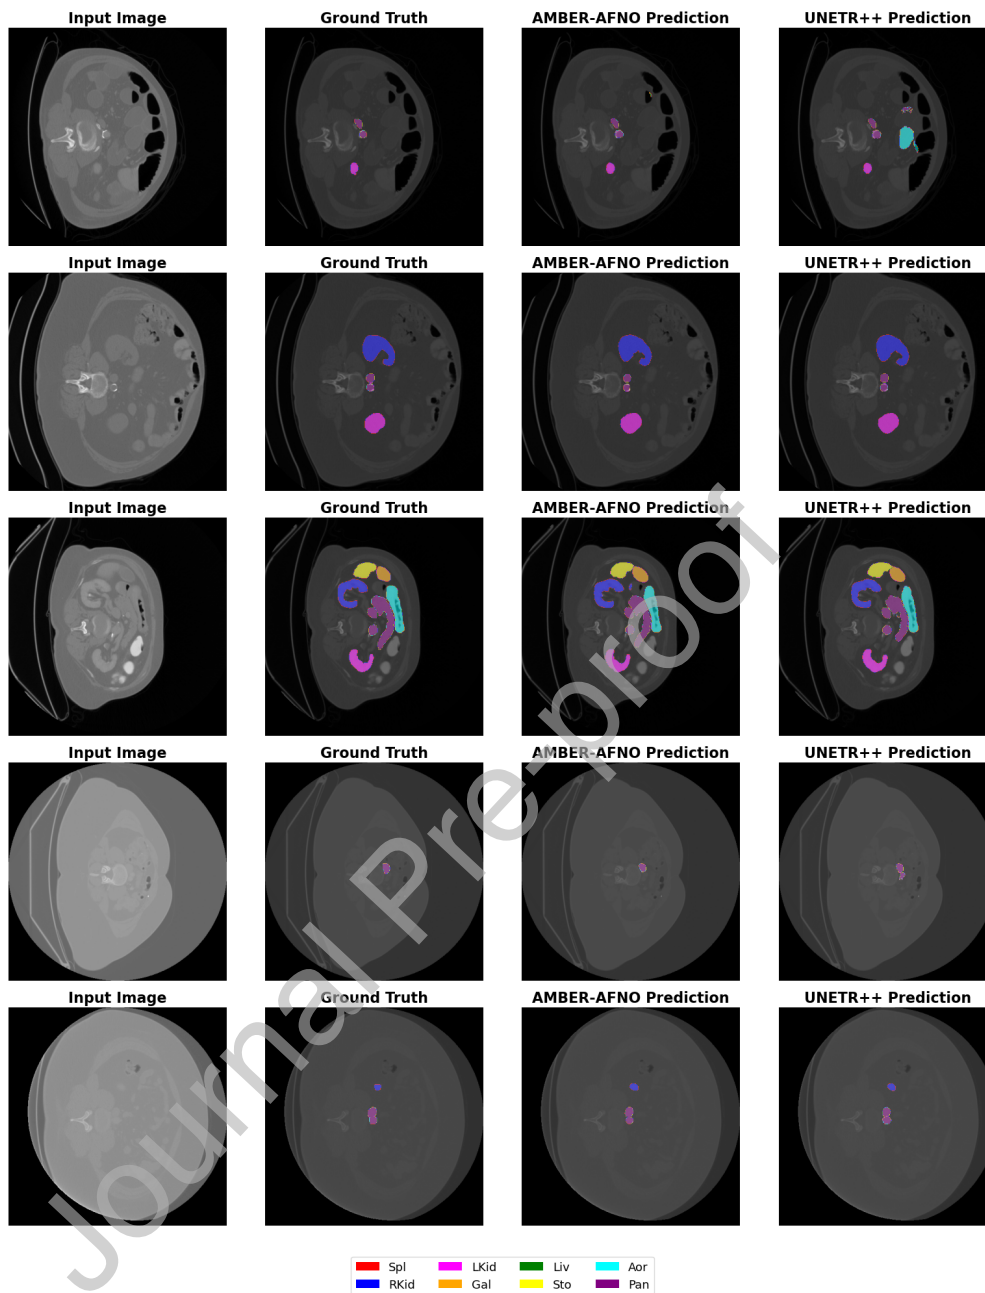 Input Image Ground Truth AMBER-AFNO Prediction UNETR++ Prediction
Input Image Ground Truth AMBER-AFNO Prediction UNETR++ Prediction
Input Image Ground Truth AMBER-AFNO Prediction UNETR++ Prediction
Input Image Ground Truth AMBER-AFNO Prediction UNETR++ Prediction
Input Image Ground Truth AMBER-AFNO Prediction UNETR++ Prediction
Journal Pre-proof
Spl LKid Liv Aor
RKid Gal Sto Pan